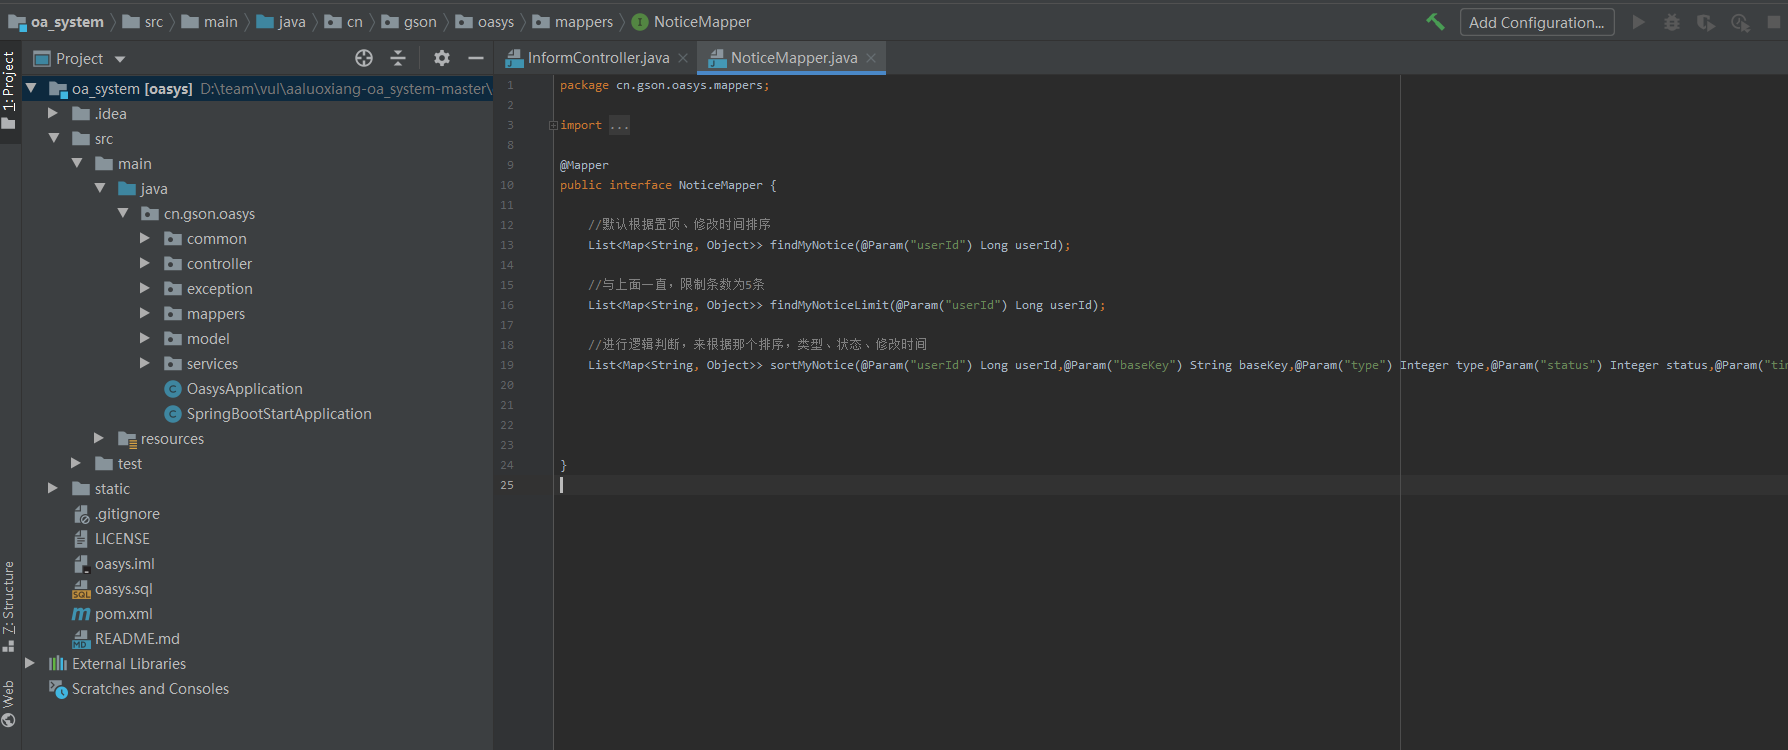 oa_system src main java cn gson oasys mappers I NoticeMapper Add Configuration...
1: Project
Project
InformController.java NoticeMapper.java
oa_system [oasys] D:\team\vul\aaluoxiang-oa_system-master\
.idea
src
main
java
cn.gson.oasys
common
controller
exception
mappers
model
services
OasysApplication
SpringBootStartApplication
resources
test
static
.gitignore
LICENSE
oasys.iml
oasys.sql
pom.xml
README.md
External Libraries
Scratches and Consoles
Z: Structure
Web
1 package cn.gson.oasys.mappers;
2
3 import ...
8
9 @Mapper
10 public interface NoticeMapper {
11
12 //默认根据置顶、修改时间排序
13 List<Map<String, Object>> findMyNotice(@Param("userId") Long userId);
14
15 //与上面一直，限制条数为5条
16 List<Map<String, Object>> findMyNoticeLimit(@Param("userId") Long userId);
17
18 //进行逻辑判断，来根据那个排序，类型、状态、修改时间
19 List<Map<String, Object>> sortMyNotice(@Param("userId") Long userId,@Param("baseKey") String baseKey,@Param("type") Integer type,@Param("status") Integer status,@Param("tim
20
21
22
23
24 }
25